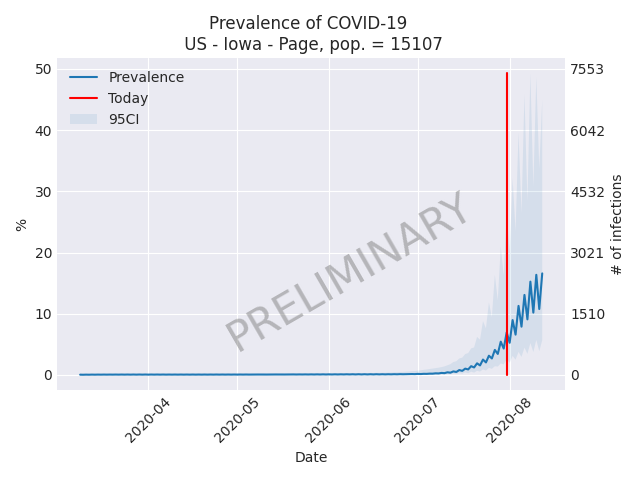 Prevalence of COVID-19
US - Iowa - Page, pop. = 15107
Prevalence
Today
95CI
50
40
30
20
10
0
%
7553
6042
4532
3021
1510
0
# of infections
PRELIMINARY
2020-04
2020-05
2020-06
2020-07
2020-08
Date